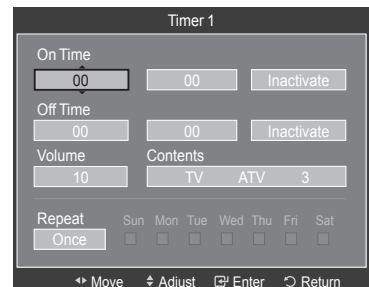 Timer 1
On Time
00 00 Inactivate
Off Time
00 00 Inactivate
Volume Contents
10 TV ATV 3
Repeat Sun Mon Tue Wed Thu Fri Sat
Once
Move Adjust Enter Return